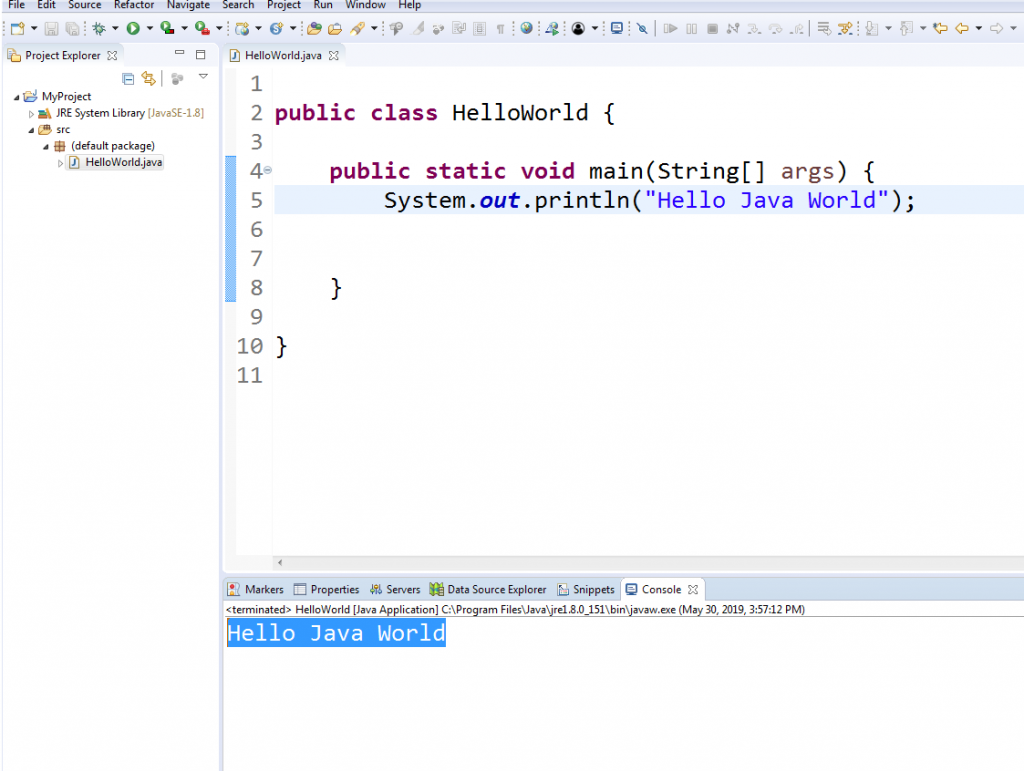 File Edit Source Refactor Navigate Search Project Run Window Help
Project Explorer
MyProject
JRE System Library [JavaSE-1.8]
src
(default package)
HelloWorld.java
HelloWorld.java
1
2 public class HelloWorld {
3
4 public static void main(String[] args) {
5 System.out.println("Hello Java World");
6
7
8 }
9
10 }
11
Markers Properties Servers Data Source Explorer Snippets Console
<terminated> HelloWorld [Java Application] C:\Program Files\Java\jre1.8.0_151\bin\javaw.exe (May 30, 2019, 3:57:12 PM)
Hello Java World